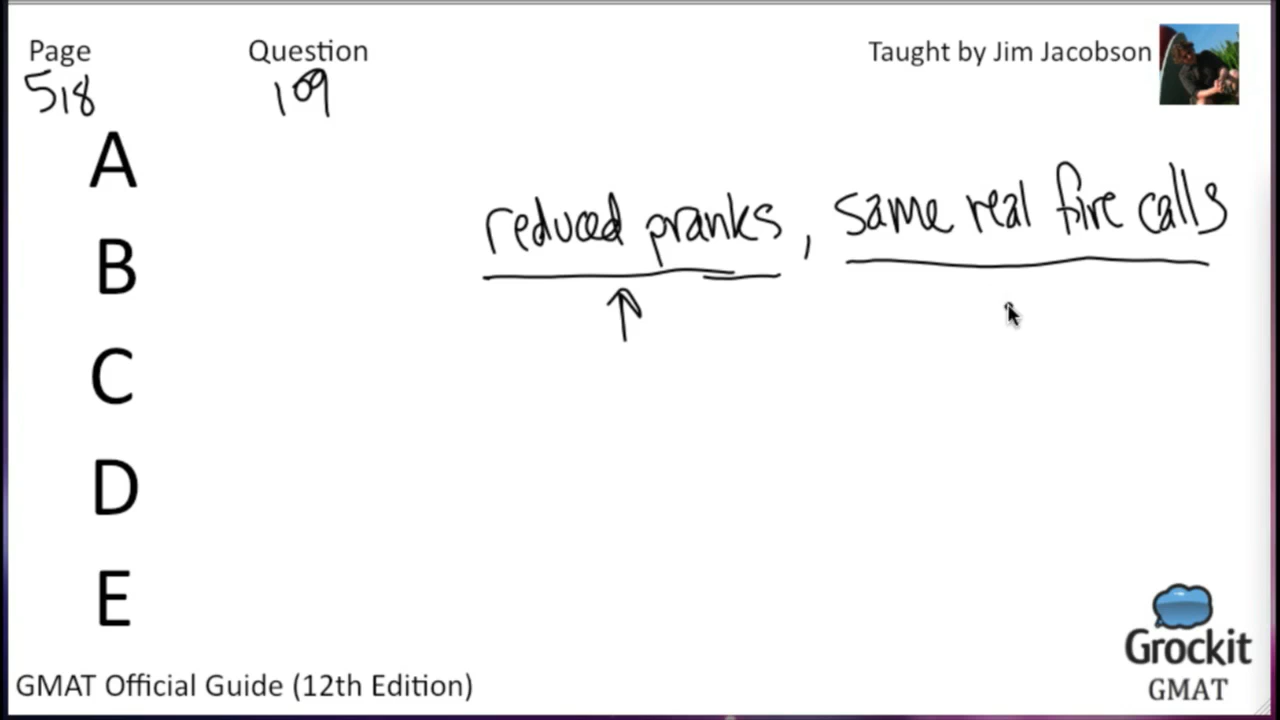 Page Question Taught by Jim Jacobson
518 109
A
reduced pranks, same real fire calls
B
C
D
E
Grockit
GMAT
GMAT Official Guide (12th Edition)